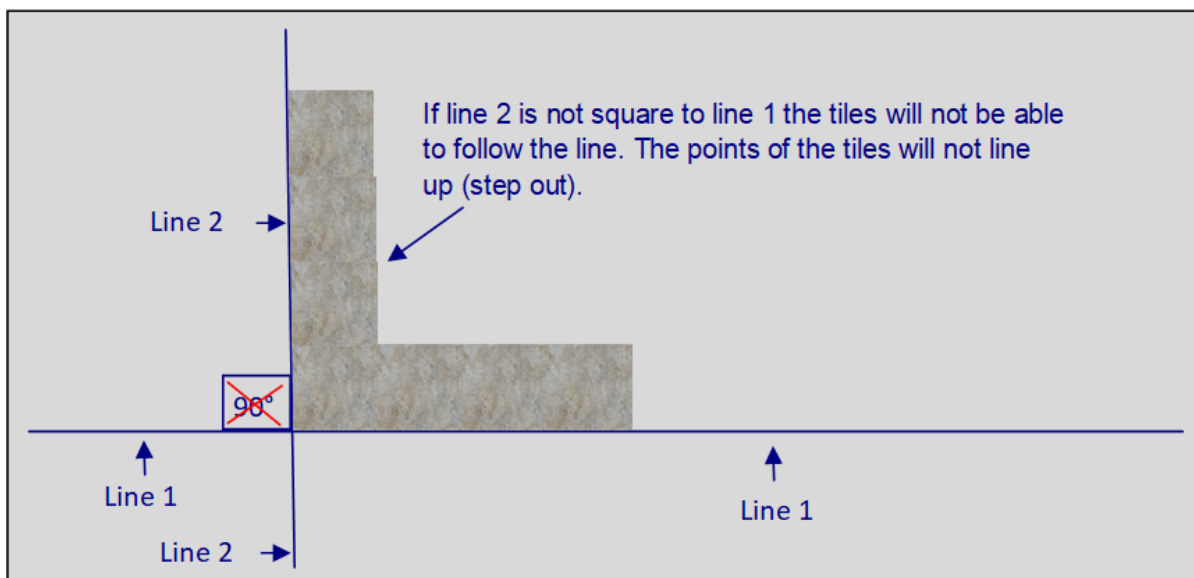 If line 2 is not square to line 1 the tiles will not be able
to follow the line. The points of the tiles will not line
up (step out).
Line 2
90°
Line 1
Line 1
Line 2